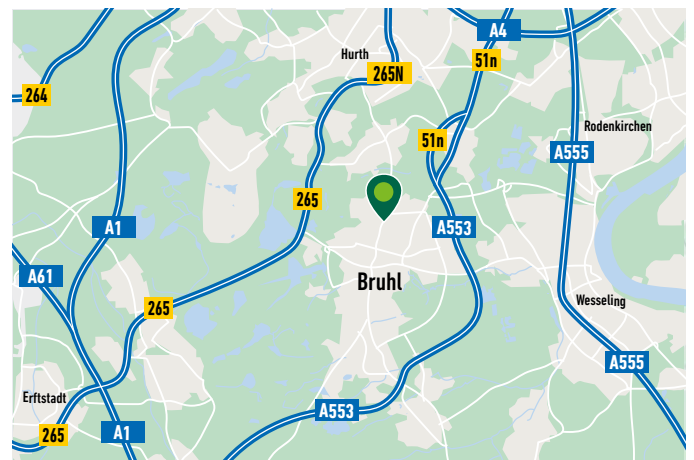 A4
Hurth
51n
265N
264
Rodenkirchen
51n
A555
265
A1
A553
A61
Bruhl
Wesseling
265
A555
Erftstadt
A553
A1
265